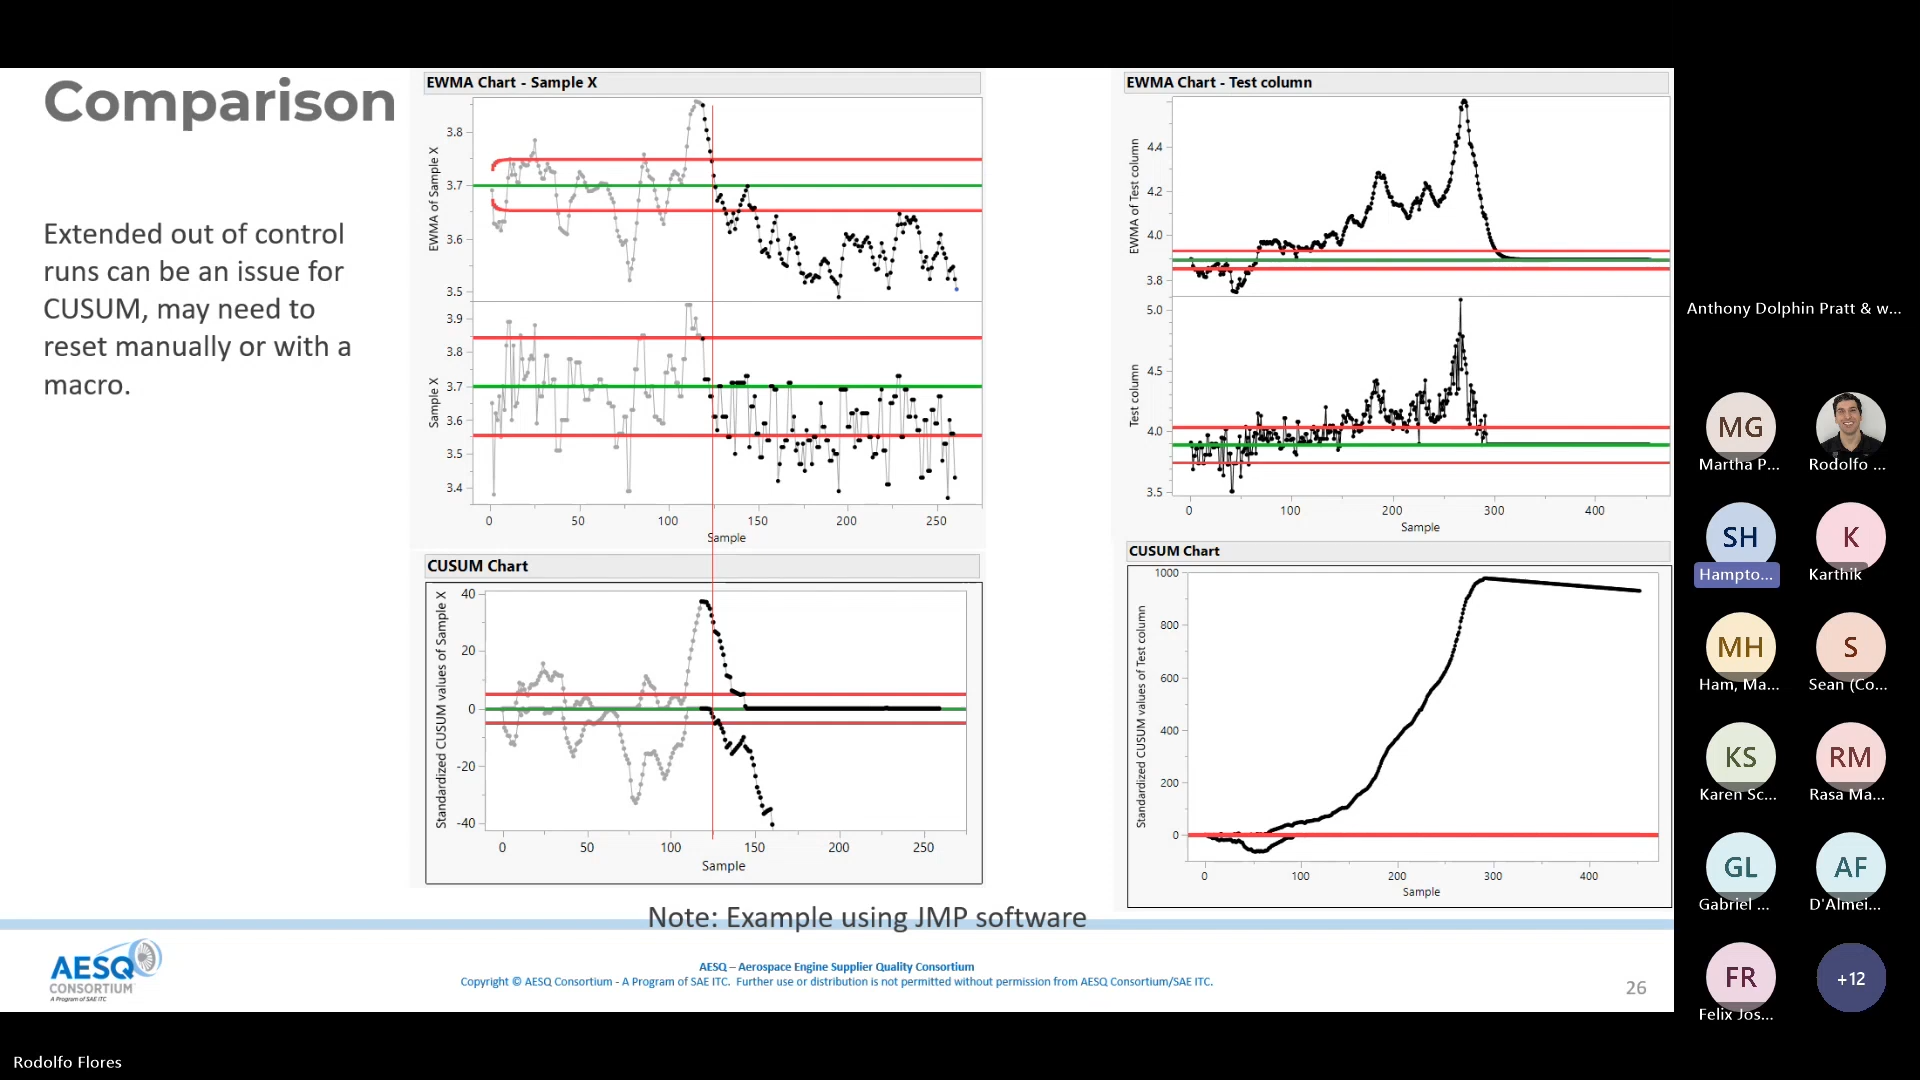 Comparison
Extended out of control
runs can be an issue for
CUSUM, may need to
reset manually or with a
macro.
EWMA Chart - Sample X
EWMA of Sample X
3.8
3.7
3.6
3.5
Sample X
3.9
3.8
3.7
3.6
3.5
3.4
0 50 100 150 200 250
Sample
CUSUM Chart
Standardized CUSUM values of Sample X
40
20
0
-20
-40
0 50 100 150 200 250
Sample
EWMA Chart - Test column
EWMA of Test column
4.4
4.2
4.0
3.8
Test column
5.0
4.5
4.0
3.5
0 100 200 300 400
Sample
CUSUM Chart
Standardized CUSUM values of Test column
1000
800
600
400
200
0
0 100 200 300 400
Sample
Note: Example using JMP software
AESQ
CONSORTIUM
A Program of SAE ITC
AESQ – Aerospace Engine Supplier Quality Consortium
Copyright © AESQ Consortium - A Program of SAE ITC. Further use or distribution is not permitted without permission from AESQ Consortium/SAE ITC.
26
Anthony Dolphin Pratt & w...
MG
Martha P...
Rodolfo ...
SH
Hampto...
K
Karthik
MH
Ham, Ma...
S
Sean (Co...
KS
Karen Sc...
RM
Rasa Ma...
GL
Gabriel ...
AF
D'Almei...
FR
Felix Jos...
+12
Rodolfo Flores